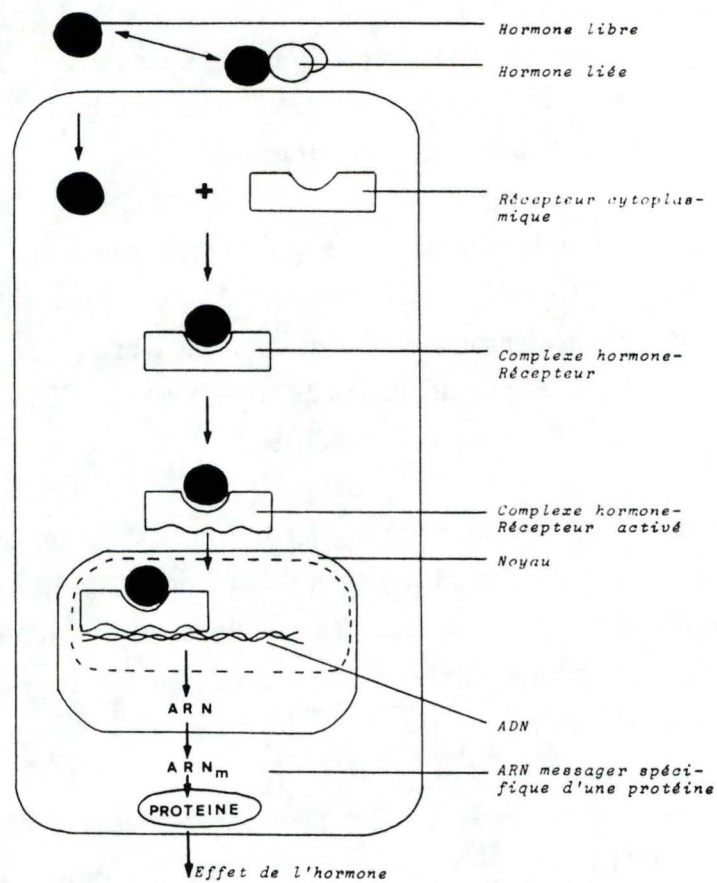 Hormone libre
Hormone liée
+
Récepteur cytoplas-
mique
Complexe hormone-
Récepteur
Complexe hormone-
Récepteur activé
Noyau
ARN
ADN
ARNm
ARN messager spéci-
fique d'une protéine
PROTEINE
Effet de l'hormone